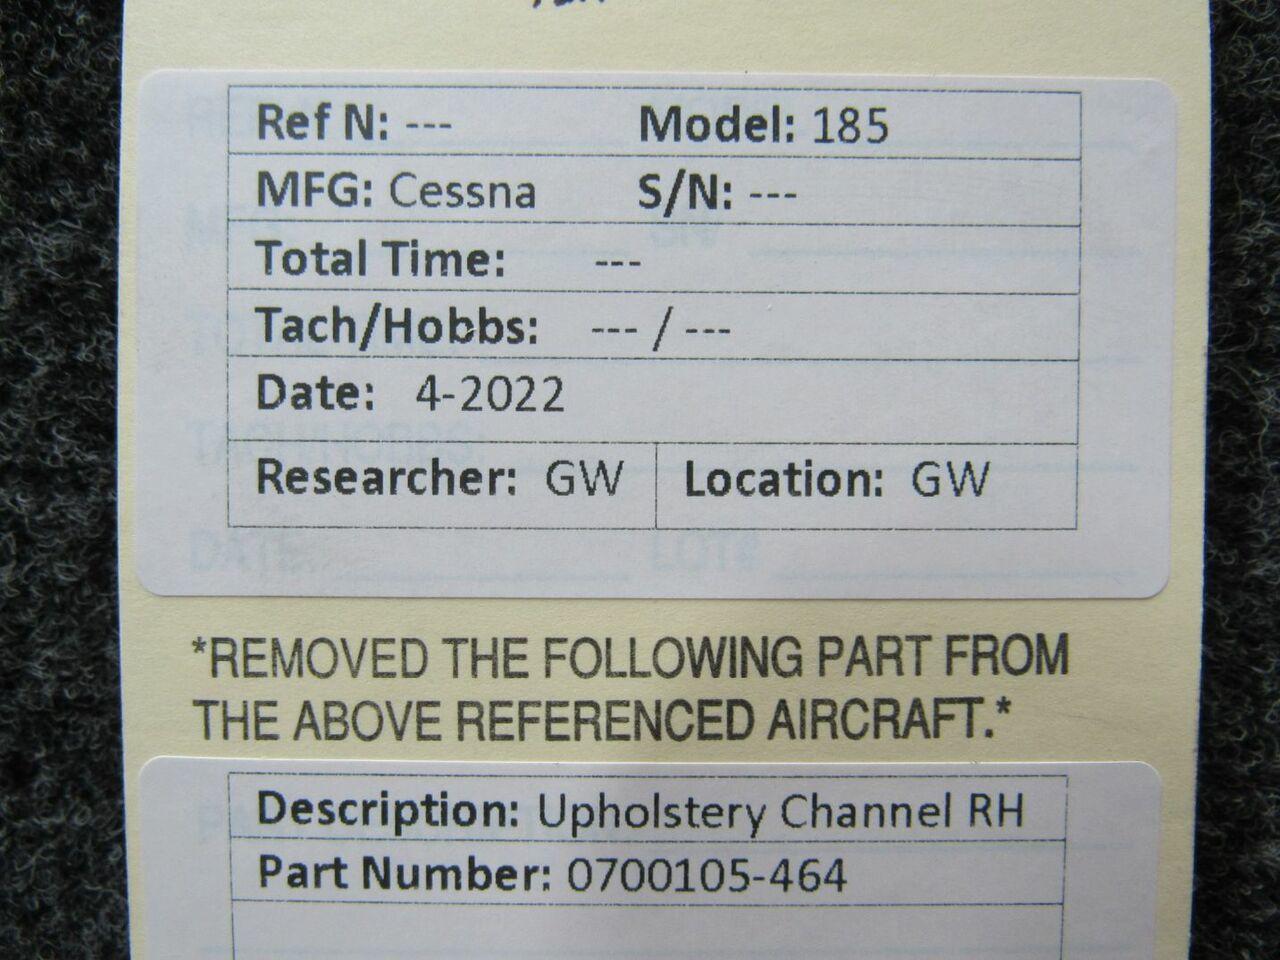 Ref N: --- Model: 185
MFG: Cessna S/N: ---
Total Time: ---
Tach/Hobbs: --- / ---
Date: 4-2022
Researcher: GW Location: GW
*REMOVED THE FOLLOWING PART FROM
THE ABOVE REFERENCED AIRCRAFT.*
Description: Upholstery Channel RH
Part Number: 0700105-464